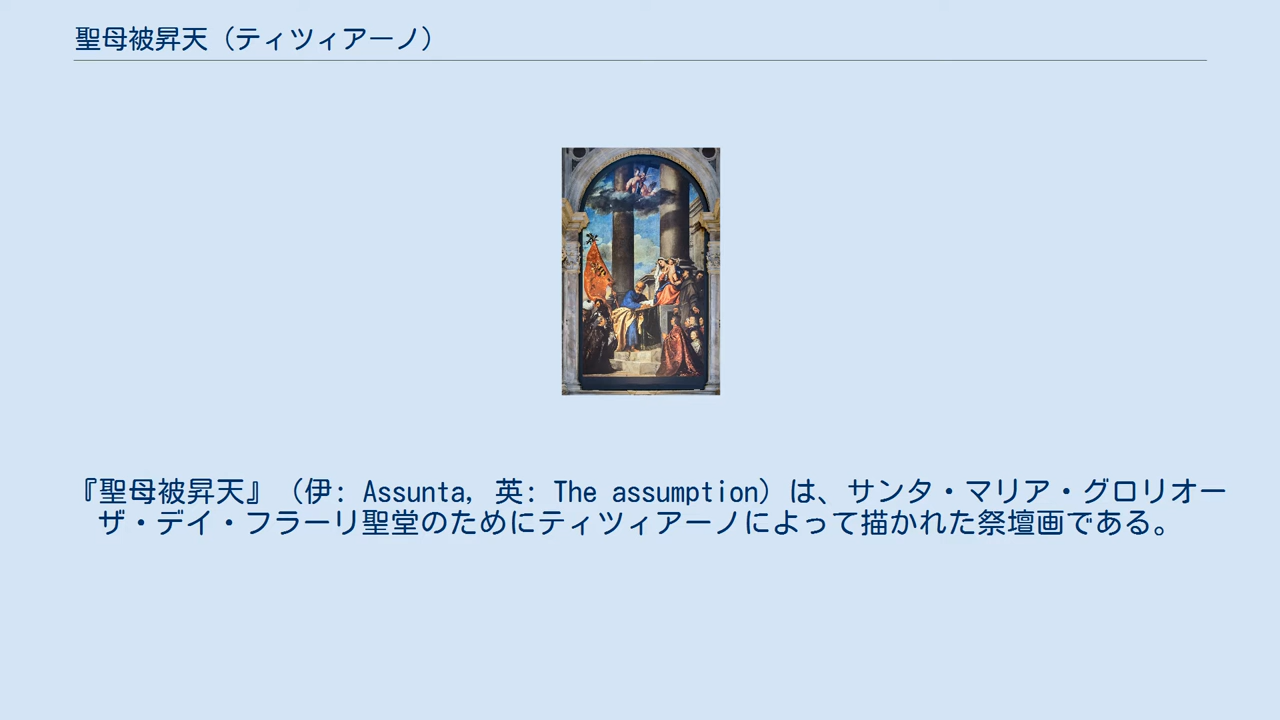 聖母被昇天（ティツィアーノ）
『聖母被昇天』（伊: Assunta, 英: The assumption）は、サンタ・マリア・グロリオー
ザ・デイ・フラーリ聖堂のためにティツィアーノによって描かれた祭壇画である。